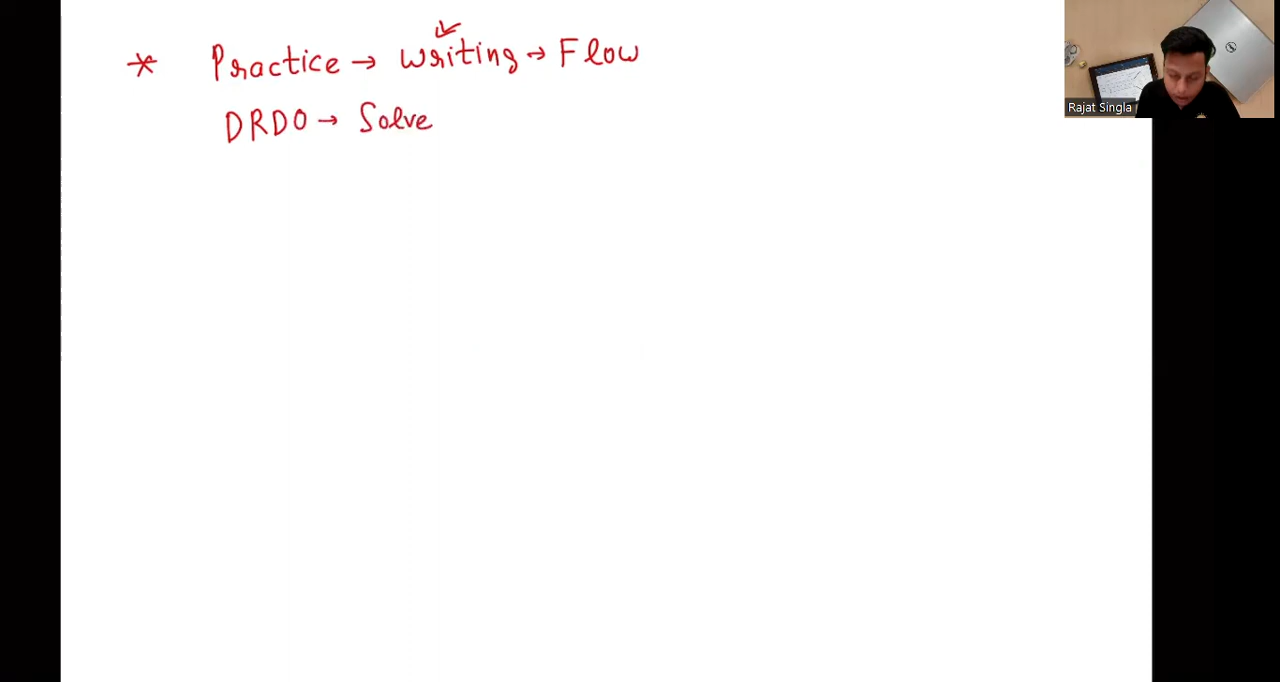 * Practice → writing → Flow
DRDO → Solve
Rajat Singla